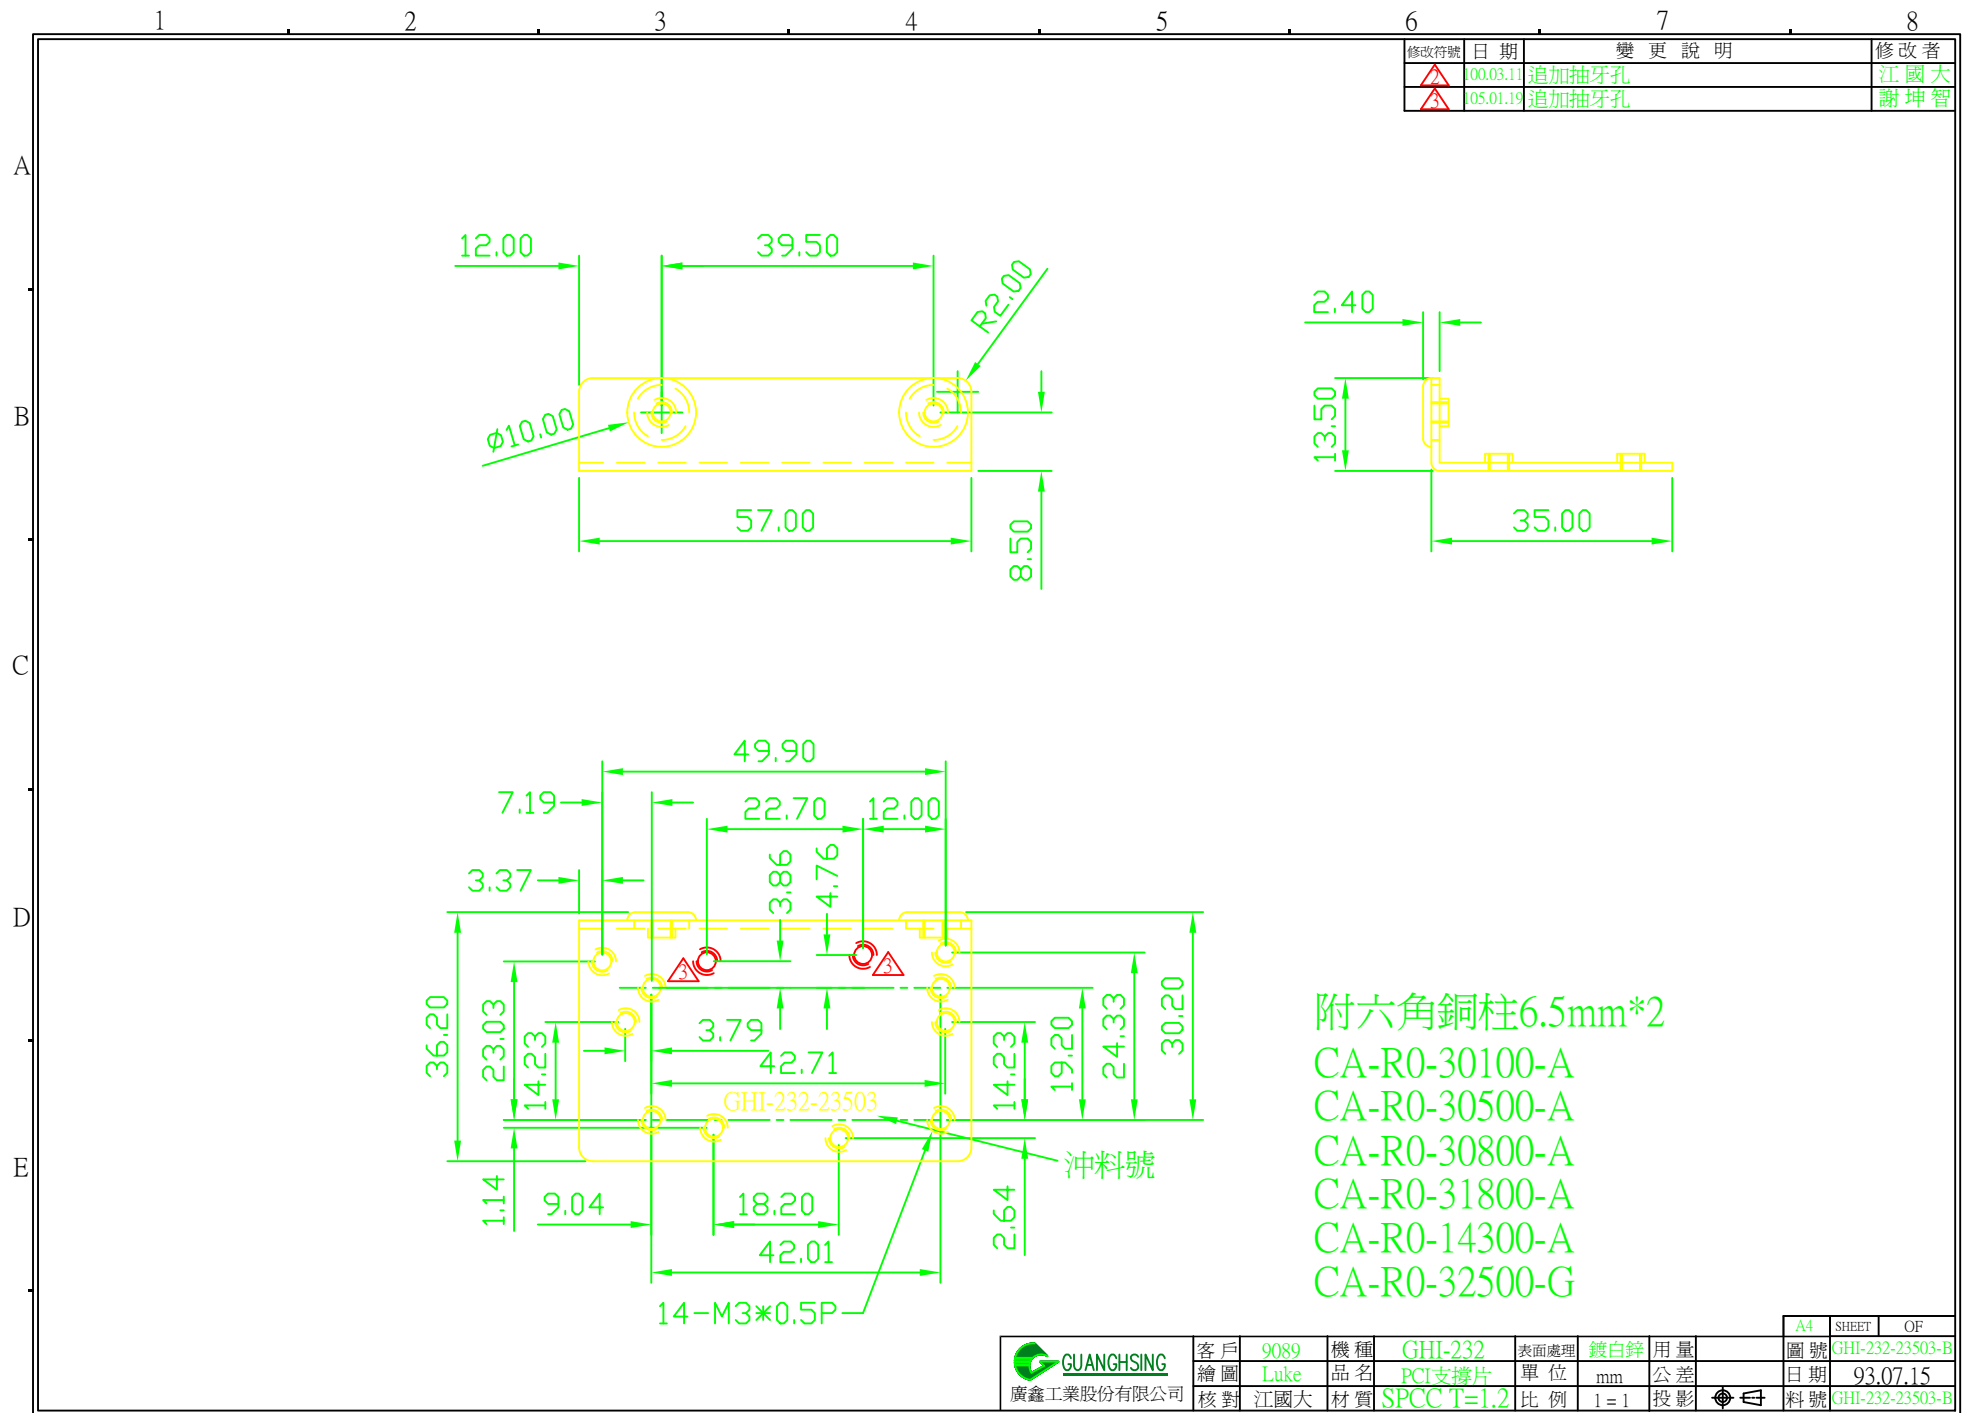 1 2 3 4 5 6 7 8
修改符號 日期 變更說明 修改者
2 100.03.11 追加抽牙孔 江國大
3 105.01.19 追加抽牙孔 謝坤智
A
B
C
D
E
12.00
39.50
R2.00
ø10.00
57.00
8.50
2.40
13.50
35.00
49.90
7.19
22.70
12.00
3.37
3.86
4.76
3
3
36.20
23.03
14.23
3.79
42.71
GHI-232-23503
14.23
19.20
24.33
30.20
沖料號
1.14
9.04
18.20
42.01
2.64
14-M3*0.5P
附六角銅柱6.5mm*2
CA-R0-30100-A
CA-R0-30500-A
CA-R0-30800-A
CA-R0-31800-A
CA-R0-14300-A
CA-R0-32500-G
A4 SHEET OF
GUANGHSING
廣鑫工業股份有限公司
客戶 9089 機種 GHI-232 表面處理 鍍白鋅 用量 圖號 GHI-232-23503-B
繪圖 Luke 品名 PCI支撐片 單位 mm 公差 日期 93.07.15
核對 江國大 材質 SPCC T=1.2 比例 1=1 投影 料號 GHI-232-23503-B